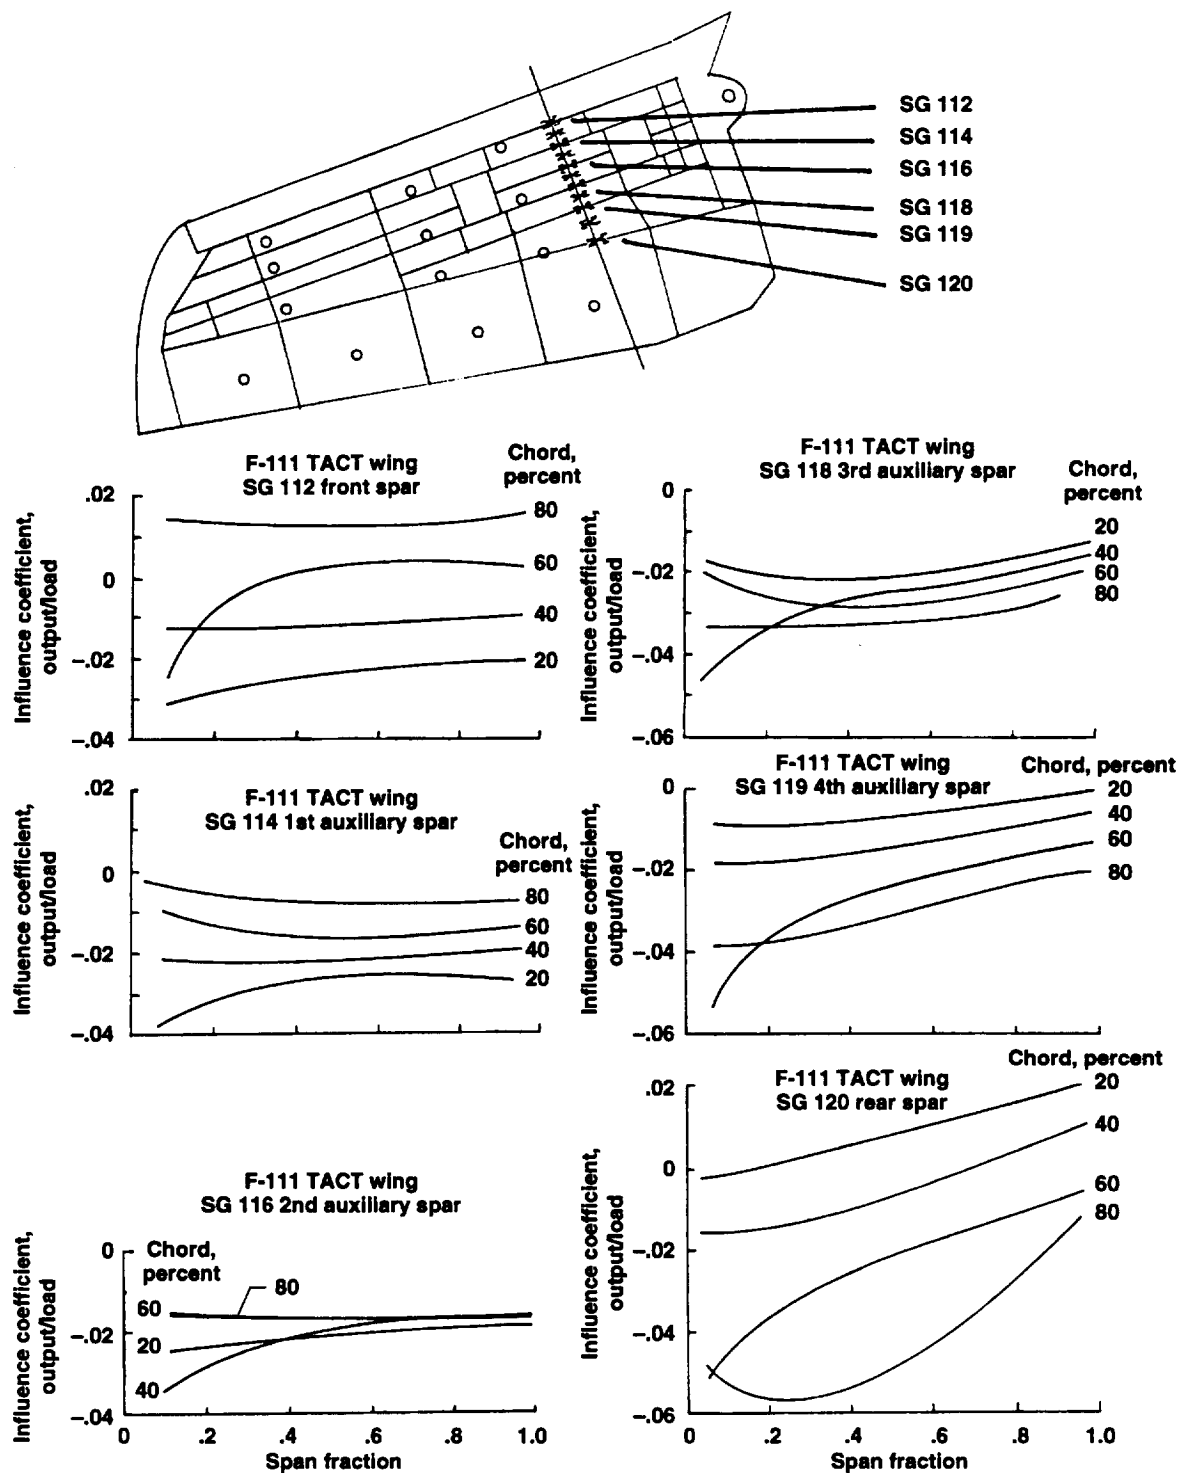 SG 112
SG 114
SG 116
SG 118
SG 119
SG 120
F-111 TACT wing
SG 112 front spar
Chord,
percent
Influence coefficient,
output/load
.02
0
–.02
–.04
80
60
40
20
F-111 TACT wing
SG 114 1st auxiliary spar
Chord,
percent
Influence coefficient,
output/load
.02
0
–.02
–.04
80
60
40
20
F-111 TACT wing
SG 116 2nd auxiliary spar
Chord,
percent
Influence coefficient,
output/load
0
–.02
–.04
80
60
20
40
0 .2 .4 .6 .8 1.0
Span fraction
F-111 TACT wing
SG 118 3rd auxiliary spar
Chord,
percent
Influence coefficient,
output/load
0
–.02
–.04
–.06
20
40
60
80
F-111 TACT wing
SG 119 4th auxiliary spar
Chord, percent
Influence coefficient,
output/load
0
–.02
–.04
–.06
20
40
60
80
Chord, percent
F-111 TACT wing
SG 120 rear spar
Influence coefficient,
output/load
.02
0
–.02
–.04
–.06
20
40
60
80
0 .2 .4 .6 .8 1.0
Span fraction